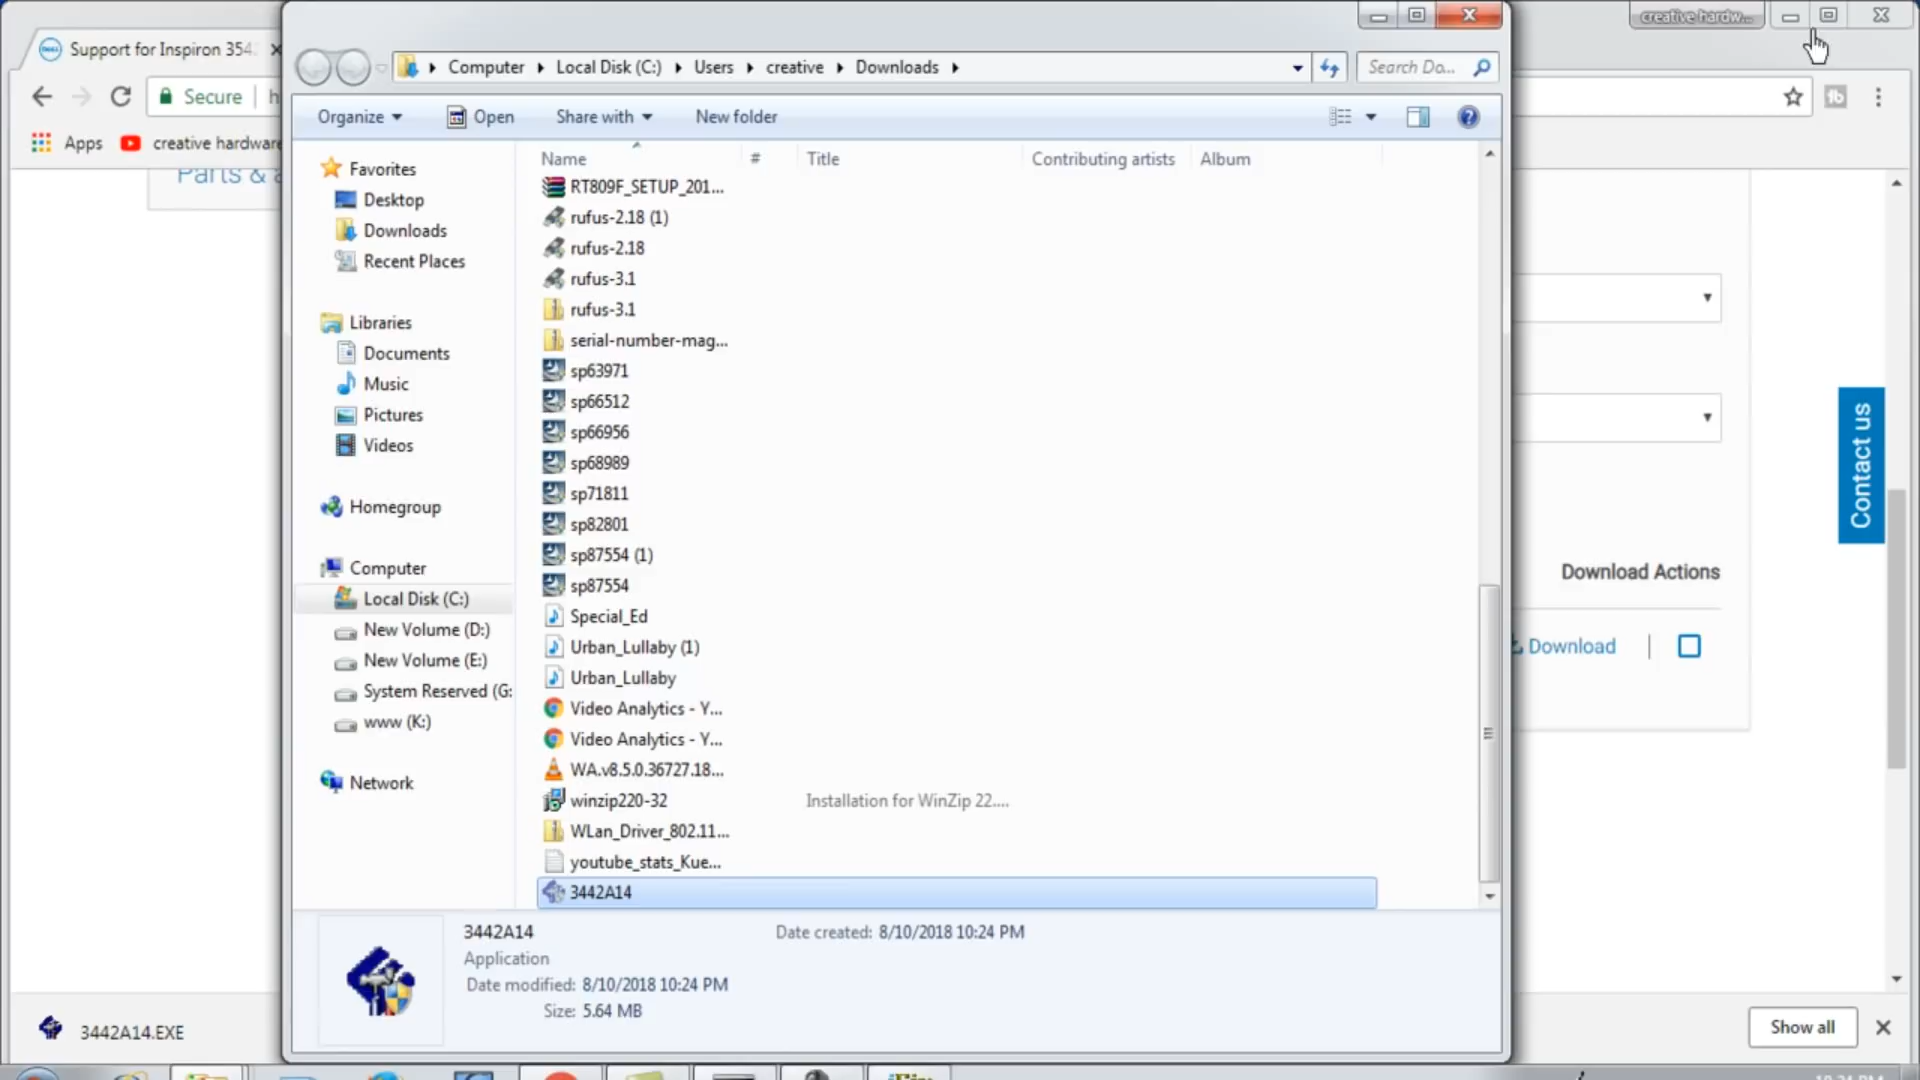 creative hardw...
Support for Inspiron 354
Computer Local Disk (C:) Users creative Downloads
Search Do...
Secure
Organize Open Share with New folder
Apps creative hardware
Parts & a
Name # Title Contributing artists Album
Favorites
Desktop
Downloads
Recent Places
Libraries
Documents
Music
Pictures
Videos
Homegroup
Computer
Local Disk (C:)
New Volume (D:)
New Volume (E:)
System Reserved (G:
www (K:)
Network
RT809F_SETUP_201...
rufus-2.18 (1)
rufus-2.18
rufus-3.1
rufus-3.1
serial-number-mag...
sp63971
sp66512
sp66956
sp68989
sp71811
sp82801
sp87554 (1)
sp87554
Special_Ed
Urban_Lullaby (1)
Urban_Lullaby
Video Analytics - Y...
Video Analytics - Y...
WA.v8.5.0.36727.18...
winzip220-32 Installation for WinZip 22....
WLan_Driver_802.11...
youtube_stats_Kue...
3442A14
3442A14 Date created: 8/10/2018 10:24 PM
Application
Date modified: 8/10/2018 10:24 PM
Size: 5.64 MB
Contact us
Download Actions
Download
3442A14.EXE
Show all